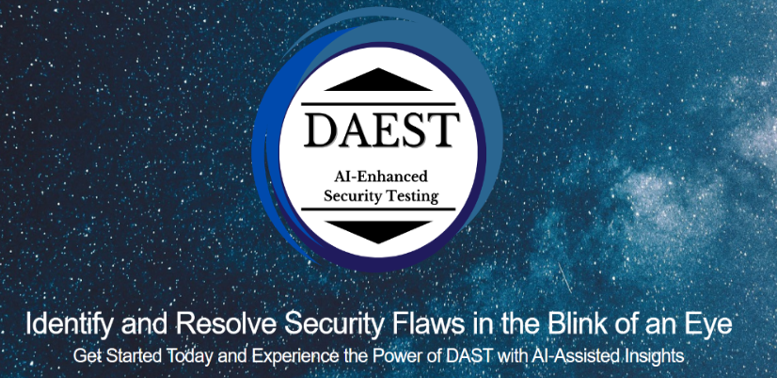 DAEST
AI-Enhanced
Security Testing
Identify and Resolve Security Flaws in the Blink of an Eye
Get Started Today and Experience the Power of DAST with AI-Assisted Insights